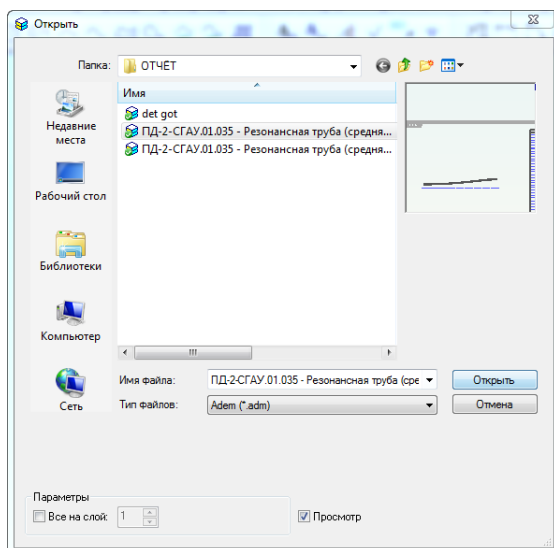 Открыть
Папка: ОТЧЁТ
Имя
det got
ПД-2-СГАУ.01.035 - Резонансная труба (средня...
ПД-2-СГАУ.01.035 - Резонансная труба (средня...
Недавние места
Рабочий стол
Библиотеки
Компьютер
Сеть
Имя файла: ПД-2-СГАУ.01.035 - Резонансная труба (сре
Открыть
Тип файлов: Adem (*.adm)
Отмена
Параметры
Все на слой: 1
Просмотр